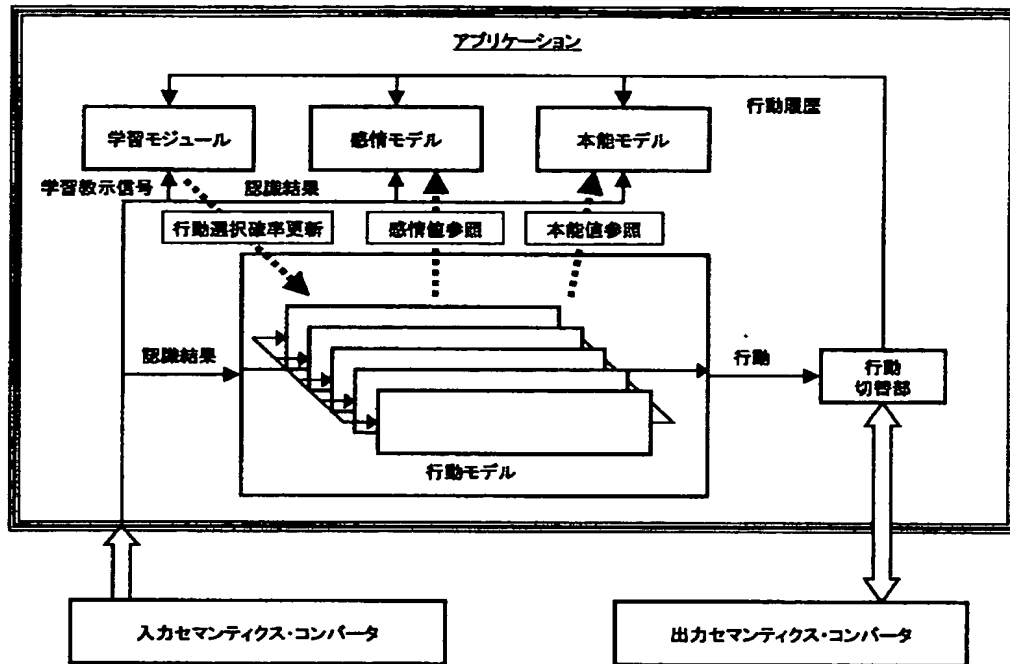 アプリケーション
行動履歴
学習モジュール
感情モデル
本能モデル
学習教示信号
認識結果
行動選択確率更新
感情値参照
本能値参照
認識結果
行動
行動
切替部
行動モデル
入力セマンティクス・コンバータ
出力セマンティクス・コンバータ